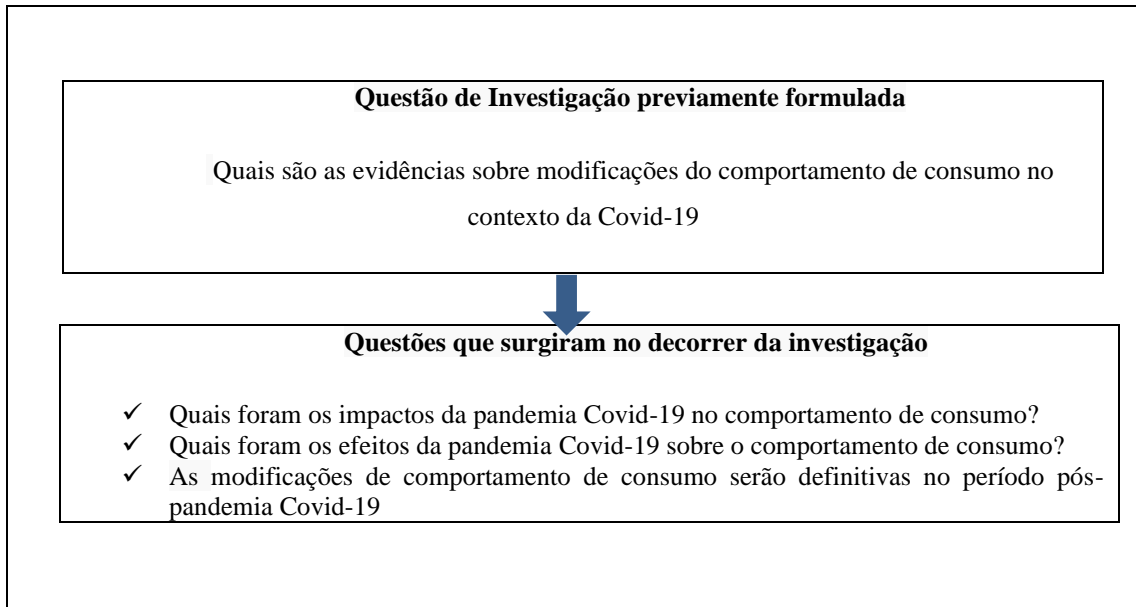 Questão de Investigação previamente formulada
Quais são as evidências sobre modificações do comportamento de consumo no
contexto da Covid-19
Questões que surgiram no decorrer da investigação
✓ Quais foram os impactos da pandemia Covid-19 no comportamento de consumo?
✓ Quais foram os efeitos da pandemia Covid-19 sobre o comportamento de consumo?
✓ As modificações de comportamento de consumo serão definitivas no período pós-
pandemia Covid-19